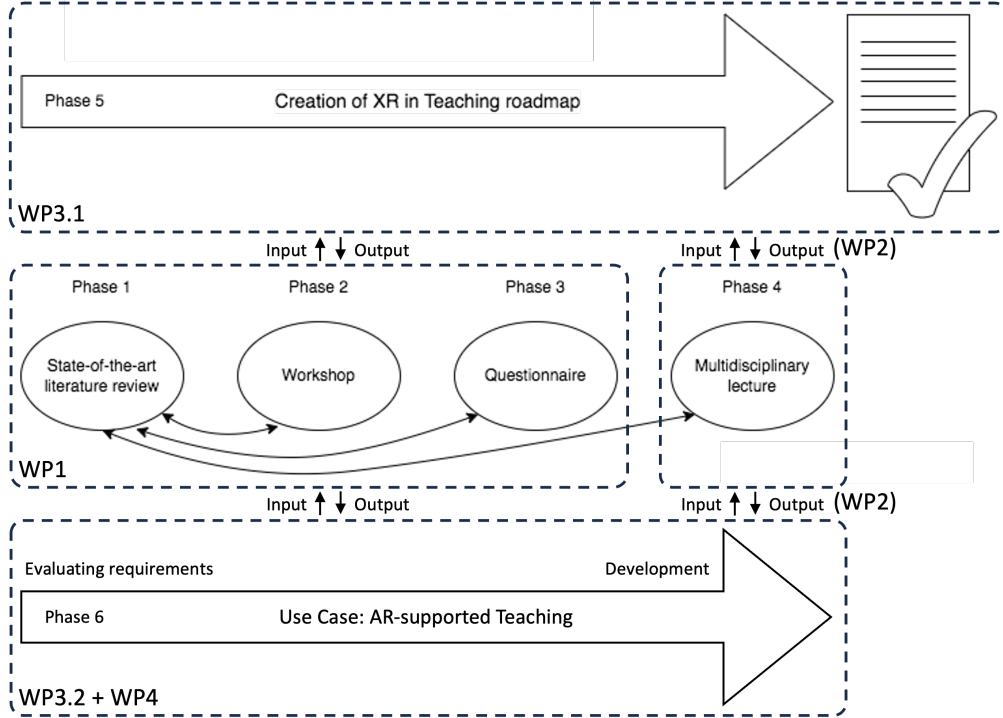 Phase 5
Creation of XR in Teaching roadmap
WP3.1
Input Output
Input Output (WP2)
Phase 1
Phase 2
Phase 3
Phase 4
State-of-the-art
literature review
Workshop
Questionnaire
Multidisciplinary
lecture
WP1
Input Output
Input Output (WP2)
Evaluating requirements
Development
Phase 6
Use Case: AR-supported Teaching
WP3.2 + WP4